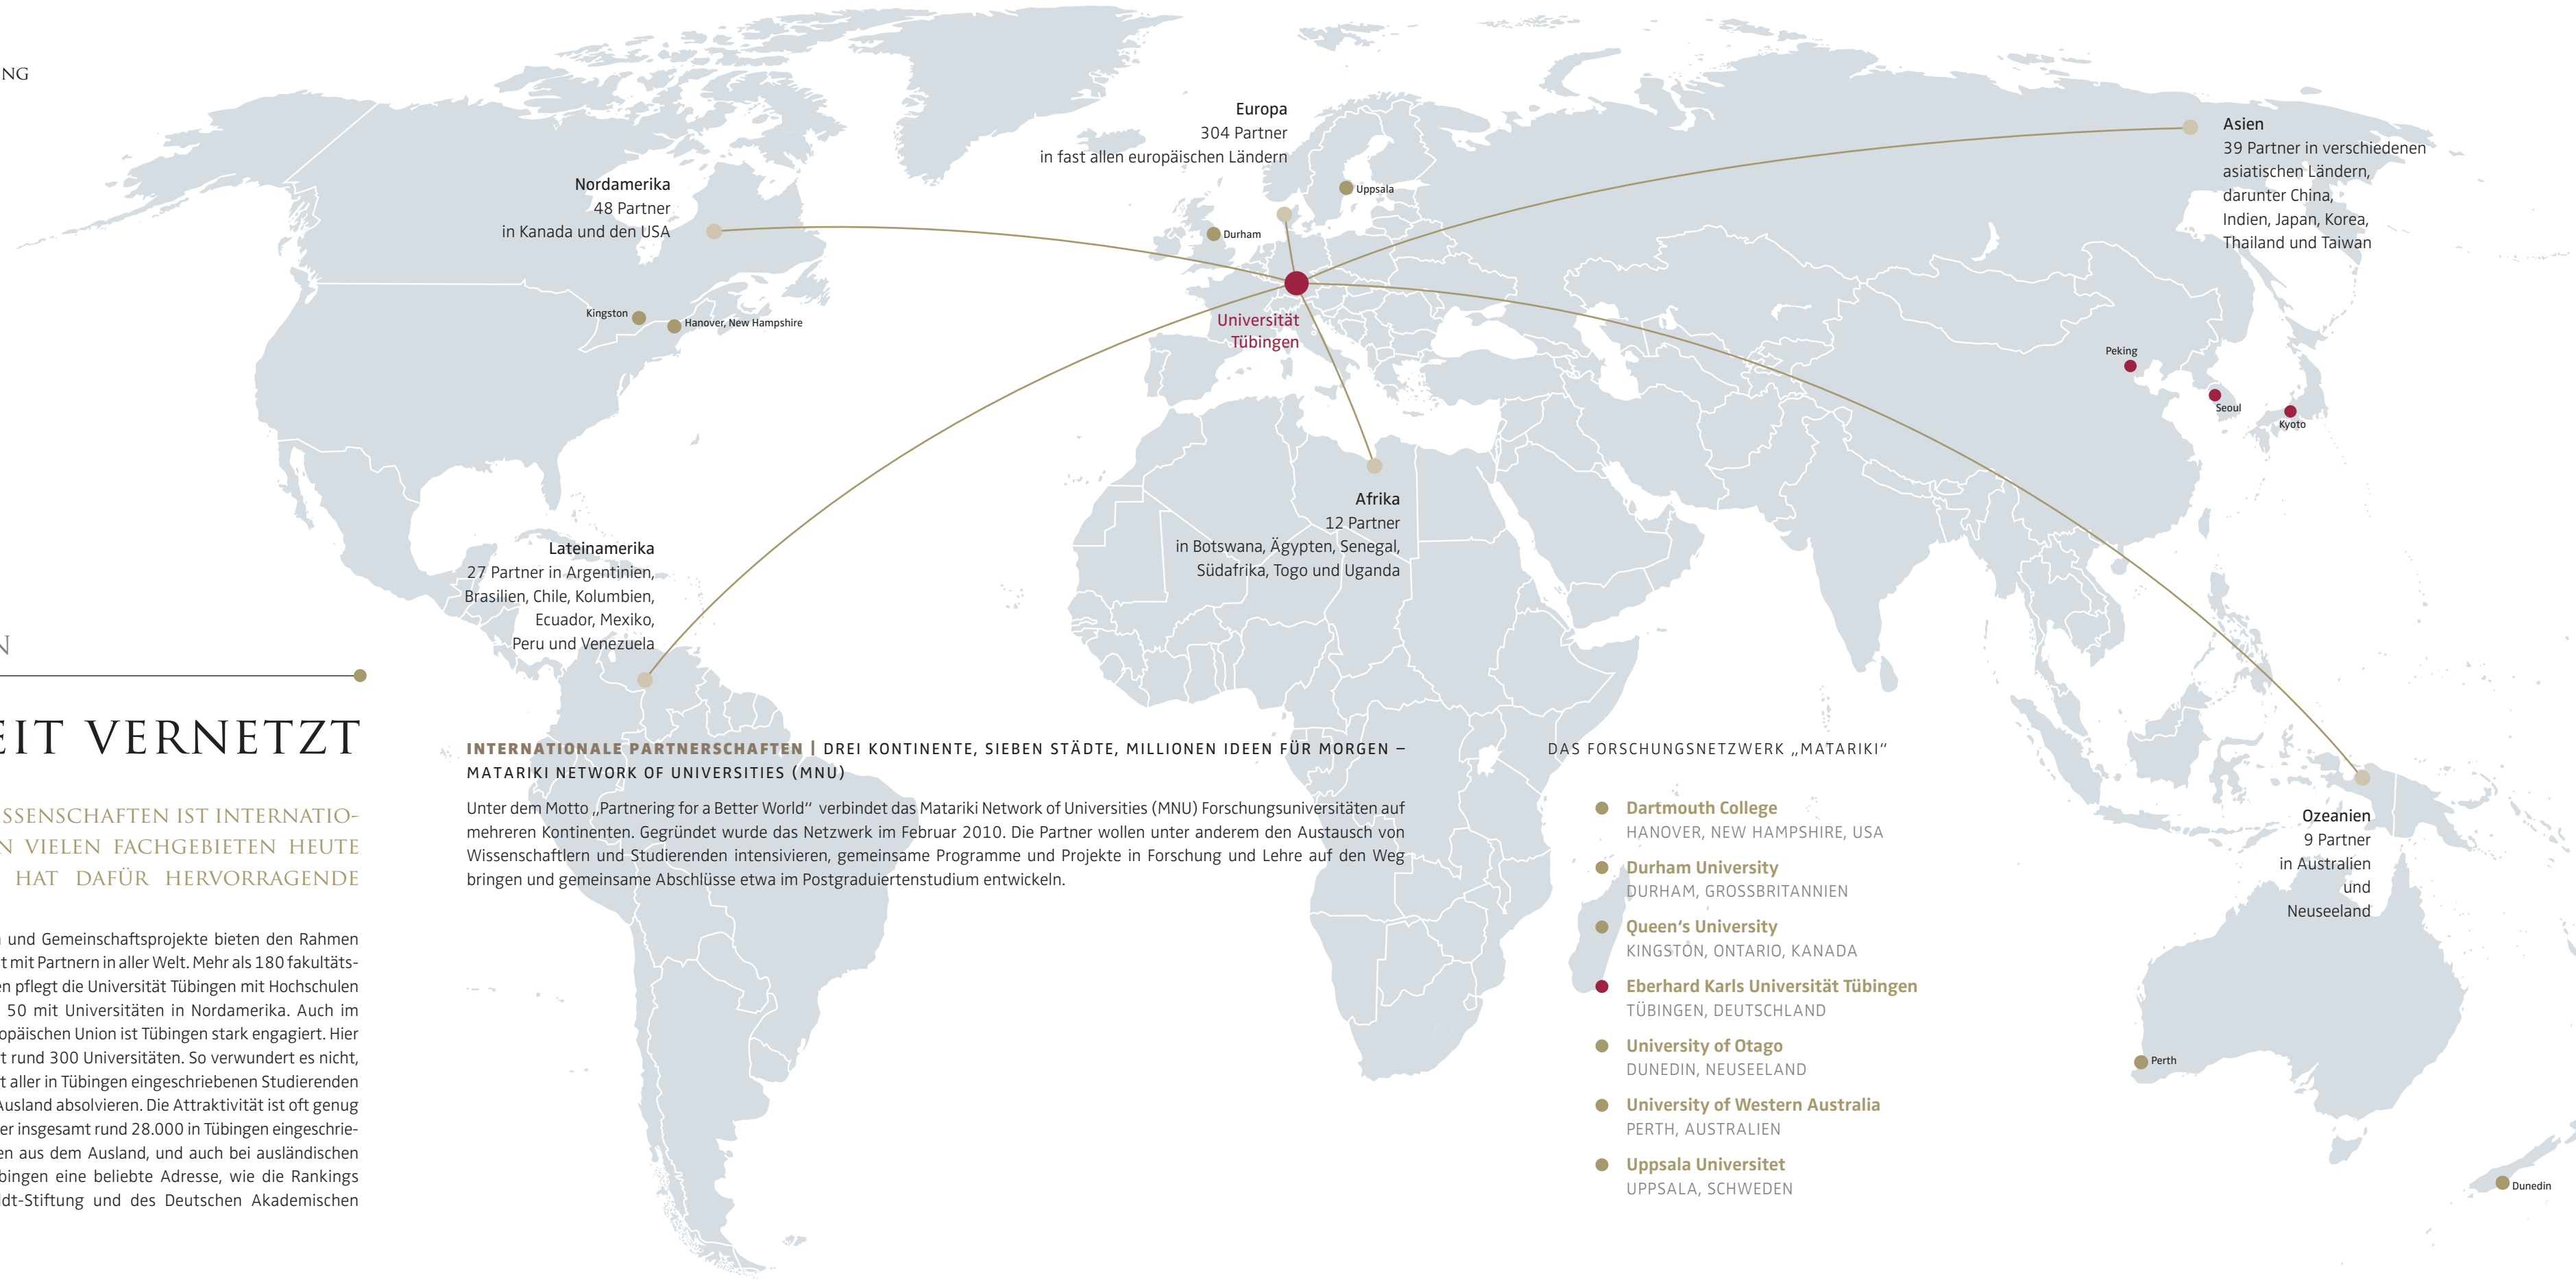 NG
Europa
304 Partner
in fast allen europäischen Ländern
Asien
39 Partner in verschiedenen
asiatischen Ländern,
darunter China,
Indien, Japan, Korea,
Thailand und Taiwan
Nordamerika
48 Partner
in Kanada und den USA
Uppsala
Durham
Kingston
Hanover, New Hampshire
Universität
Tübingen
Peking
Seoul
Kyoto
Afrika
12 Partner
in Botswana, Ägypten, Senegal,
Südafrika, Togo und Uganda
Lateinamerika
27 Partner in Argentinien,
Brasilien, Chile, Kolumbien,
Ecuador, Mexiko,
Peru und Venezuela
N
EIT VERNETZT
SSENSCHAFTEN IST INTERNATIO-
N VIELEN FACHGEBIETEN HEUTE
HAT DAFÜR HERVORRAGENDE
und Gemeinschaftsprojekte bieten den Rahmen
t mit Partnern in aller Welt. Mehr als 180 fakultäts-
en pflegt die Universität Tübingen mit Hochschulen
50 mit Universitäten in Nordamerika. Auch im
opäischen Union ist Tübingen stark engagiert. Hier
t rund 300 Universitäten. So verwundert es nicht,
t aller in Tübingen eingeschriebenen Studierenden
Ausland absolvieren. Die Attraktivität ist oft genug
er insgesamt rund 28.000 in Tübingen eingeschrie-
en aus dem Ausland, und auch bei ausländischen
bingen eine beliebte Adresse, wie die Rankings
ldt-Stiftung und des Deutschen Akademischen
INTERNATIONALE PARTNERSCHAFTEN | DREI KONTINENTE, SIEBEN STÄDTE, MILLIONEN IDEEN FÜR MORGEN –
MATARIKI NETWORK OF UNIVERSITIES (MNU)
Unter dem Motto „Partnering for a Better World“ verbindet das Matariki Network of Universities (MNU) Forschungsuniversitäten auf
mehreren Kontinenten. Gegründet wurde das Netzwerk im Februar 2010. Die Partner wollen unter anderem den Austausch von
Wissenschaftlern und Studierenden intensivieren, gemeinsame Programme und Projekte in Forschung und Lehre auf den Weg
bringen und gemeinsame Abschlüsse etwa im Postgraduiertenstudium entwickeln.
DAS FORSCHUNGSNETZWERK „MATARIKI“
Dartmouth College
HANOVER, NEW HAMPSHIRE, USA
Durham University
DURHAM, GROSSBRITANNIEN
Queen‘s University
KINGSTON, ONTARIO, KANADA
Eberhard Karls Universität Tübingen
TÜBINGEN, DEUTSCHLAND
University of Otago
DUNEDIN, NEUSEELAND
University of Western Australia
PERTH, AUSTRALIEN
Uppsala Universitet
UPPSALA, SCHWEDEN
Ozeanien
9 Partner
in Australien
und
Neuseeland
Perth
Dunedin